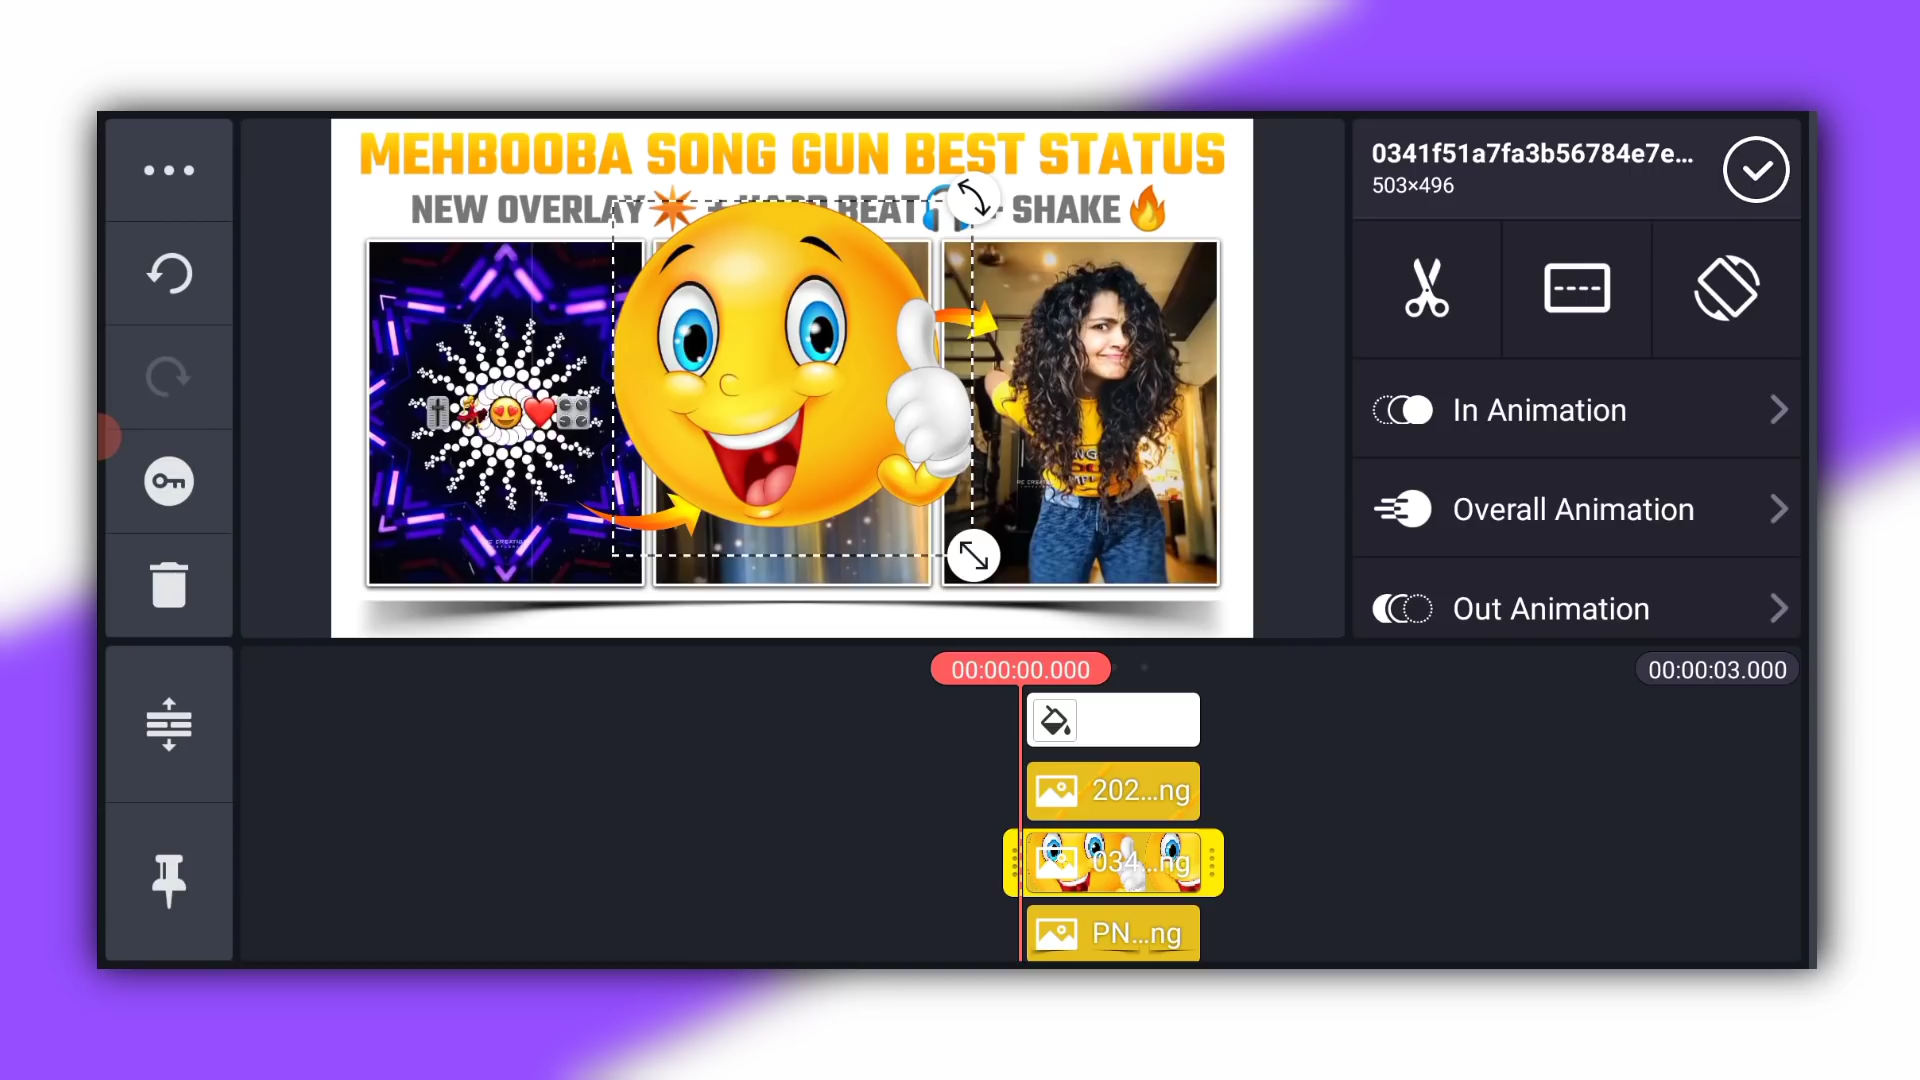 MEHBOOBA SONG GUN BEST STATUS
NEW OVERLAY
BEAT
SHAKE
0341f51a7fa3b56784e7e...
503×496
In Animation
Overall Animation
Out Animation
00:00:00.000
00:00:03.000
202...ng
034...ng
PN...ng